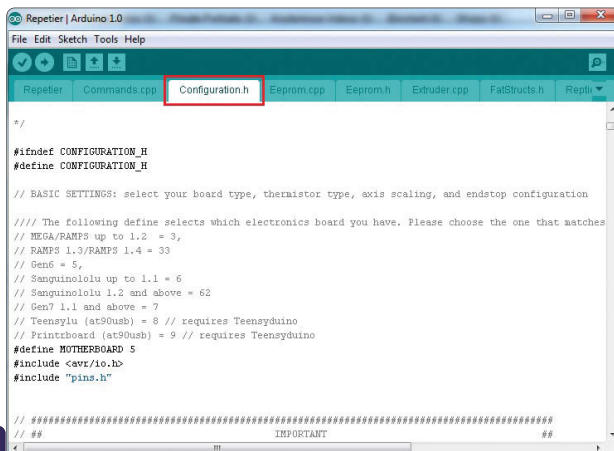 Repetier | Arduino 1.0
File Edit Sketch Tools Help
Repetier Commands.cpp Configuration.h Eeprom.cpp Eeprom.h Extruder.cpp FatStructs.h
*/
#ifndef CONFIGURATION_H
#define CONFIGURATION_H
// BASIC SETTINGS: select your board type, thermistor type, axis scaling, and endstop configuration
//// The following define selects which electronics board you have. Please choose the one that matches
// MEGA/RAMPS up to 1.2 = 3,
// RAMPS 1.3/RAMPS 1.4 = 33
// Gen6 = 5,
// Sanguinololu up to 1.1 = 6
// Sanguinololu 1.2 and above = 62
// Gen7 1.1 and above = 7
// Teensylu (at90usb) = 8 // requires Teensyduino
// Printrboard (at90usb) = 9 // requires Teensyduino
#define MOTHERBOARD 5
#include <avr/io.h>
#include "pins.h"
// ##########################################################################################
// ## IMPORTANT ##